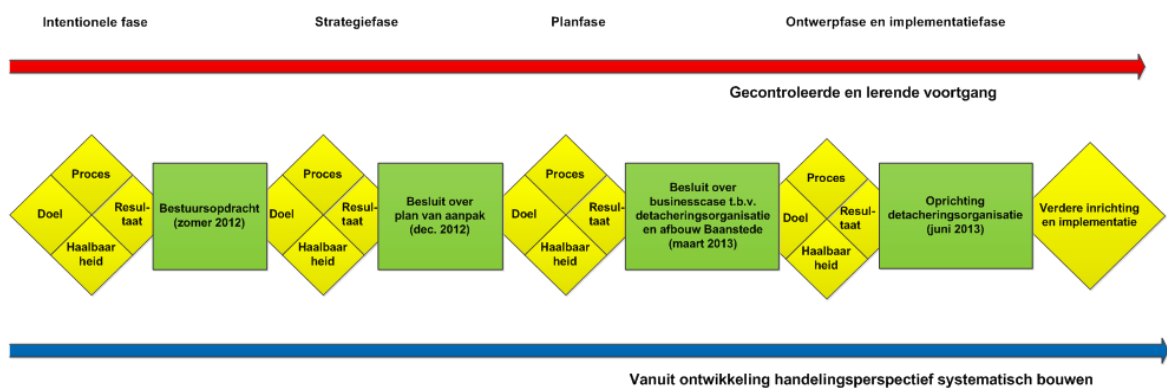 Intentionele fase
Strategiefase
Planfase
Ontwerpfase en implementatiefase
Gecontroleerde en lerende voortgang
Proces
Doel
Resul-
taat
Haalbaar
heid
Bestuursopdracht
(zomer 2012)
Proces
Doel
Resul-
taat
Haalbaar
heid
Besluit over
plan van aanpak
(dec. 2012)
Proces
Doel
Resul-
taat
Haalbaar
heid
Besluit over
businesscase t.b.v.
detacheringsorganisatie
en afbouw Baanstede
(maart 2013)
Proces
Doel
Resul-
taat
Haalbaar
heid
Oprichting
detacheringsorganisatie
(juni 2013)
Verdere inrichting
en implementatie
Vanuit ontwikkeling handelingsperspectief systematisch bouwen